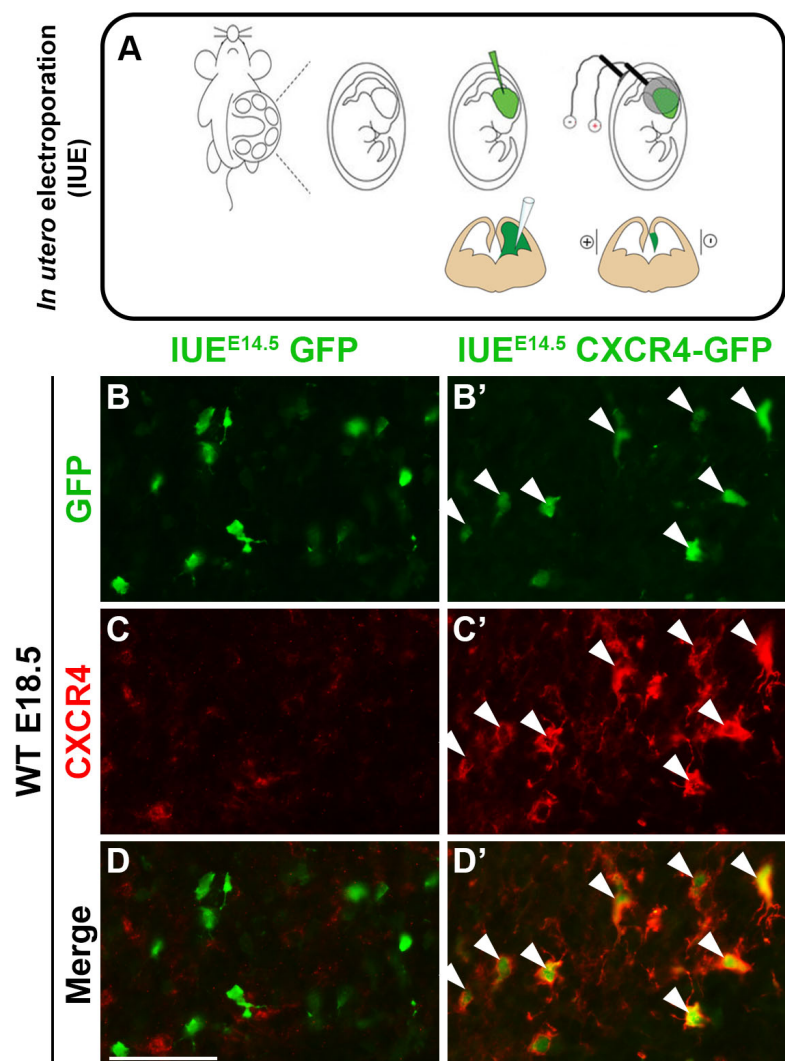 A
In utero electroporation
(IUE)
- +
+ -
IUE^E14.5 GFP
IUE^E14.5 CXCR4-GFP
WT E18.5
GFP
B
B’
CXCR4
C
C’
Merge
D
D’